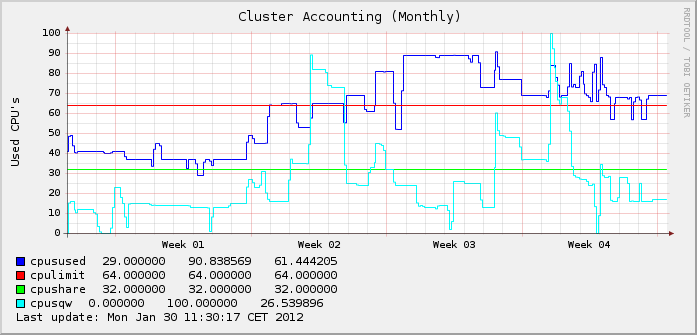 Cluster Accounting (Monthly)
RRDTOOL / TOBI OETIKER
Used CPU's
100
90
80
70
60
50
40
30
20
10
0
Week 01 Week 02 Week 03 Week 04
cpusused 29.000000 90.838569 61.444205
cpulimit 64.000000 64.000000 64.000000
cpushare 32.000000 32.000000 32.000000
cpusqw 0.000000 100.000000 26.539896
Last update: Mon Jan 30 11:30:17 CET 2012